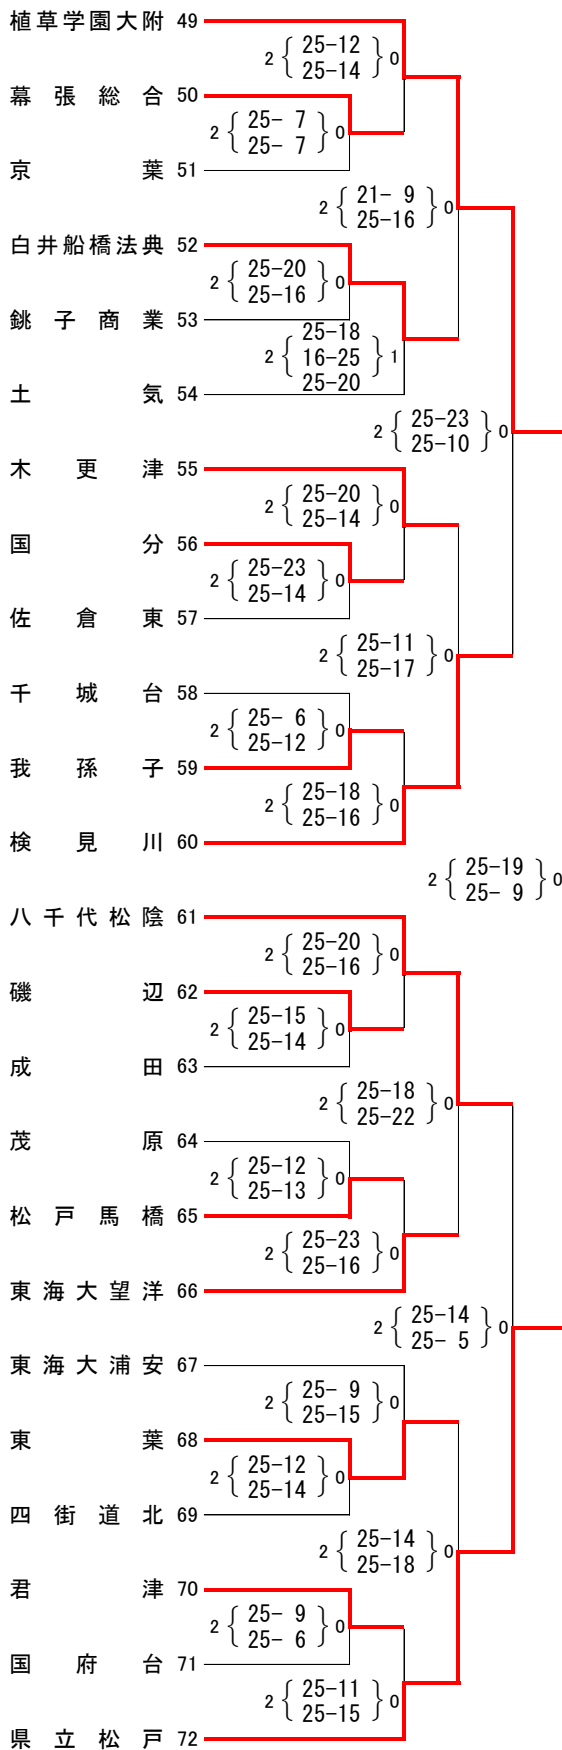 植草学園大附 49
2 { 25-12 } 0
25-14
幕張総合 50
2 { 25- 7 } 0
25- 7
京葉 51
2 { 21- 9 } 0
25-16
白井船橋法典 52
2 { 25-20 } 0
25-16
銚子商業 53
25-18
2 { 16-25 } 1
25-20
土気 54
2 { 25-23 } 0
25-10
木更津 55
2 { 25-20 } 0
25-14
国分 56
2 { 25-23 } 0
25-14
佐倉東 57
2 { 25-11 } 0
25-17
千城台 58
2 { 25- 6 } 0
25-12
我孫子 59
2 { 25-18 } 0
25-16
検見川 60
2 { 25-19 } 0
25- 9
八千代松陰 61
2 { 25-20 } 0
25-16
磯辺 62
2 { 25-15 } 0
25-14
成田 63
2 { 25-18 } 0
25-22
茂原 64
2 { 25-12 } 0
25-13
松戸馬橋 65
2 { 25-23 } 0
25-16
東海大望洋 66
2 { 25-14 } 0
25- 5
東海大浦安 67
2 { 25- 9 } 0
25-15
東葉 68
2 { 25-12 } 0
25-14
四街道北 69
2 { 25-14 } 0
25-18
君津 70
2 { 25- 9 } 0
25- 6
国府台 71
2 { 25-11 } 0
25-15
県立松戸 72